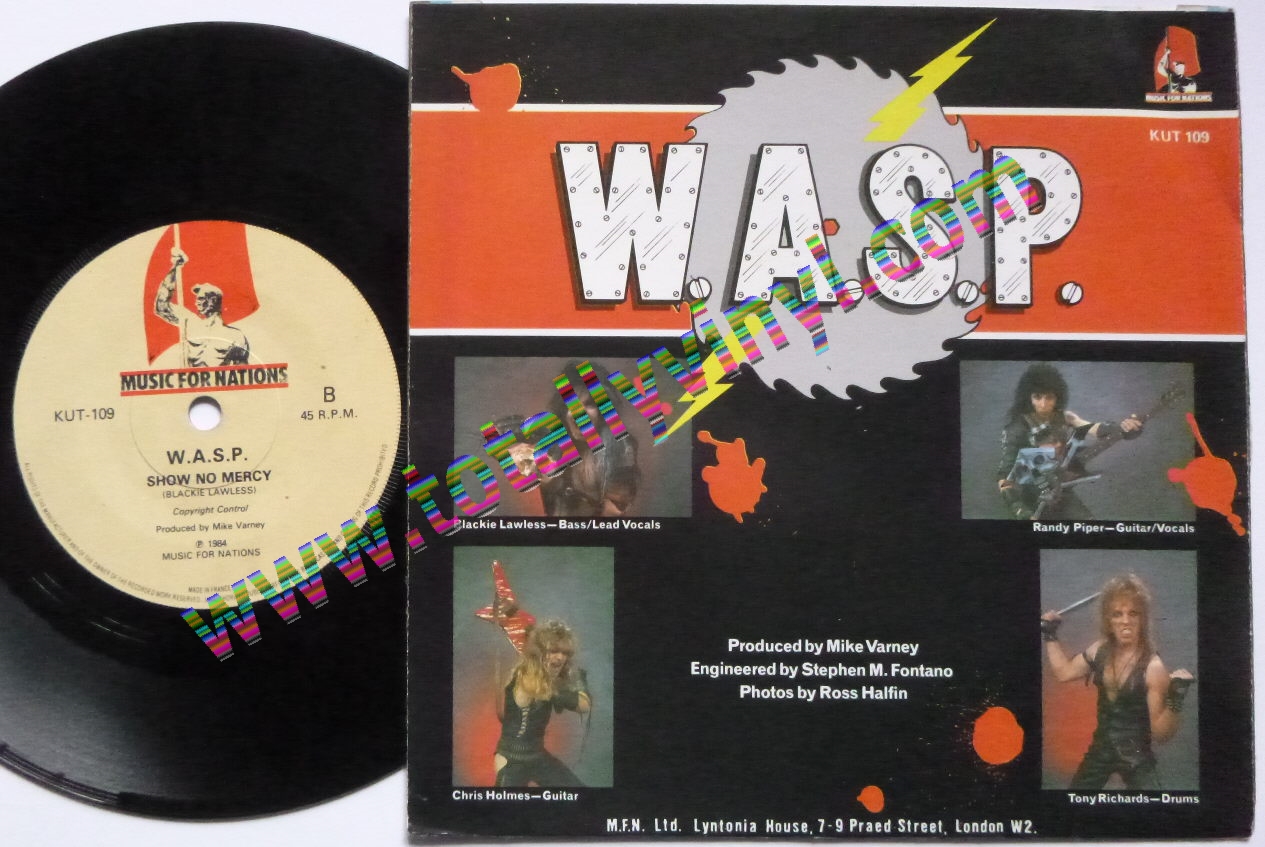 MUSIC FOR NATIONS
KUT-109
B
45 R.P.M.
W.A.S.P.
SHOW NO MERCY
(BLACKIE LAWLESS)
Copyright Control
Produced by Mike Varney
℗ 1984
MUSIC FOR NATIONS
MADE IN FRANCE
MUSIC FOR NATIONS
KUT 109
W.A.S.P.
www.totallyvinyl.com
Blackie Lawless—Bass/Lead Vocals
Randy Piper—Guitar/Vocals
Produced by Mike Varney
Engineered by Stephen M. Fontano
Photos by Ross Halfin
Chris Holmes—Guitar
Tony Richards—Drums
M.F.N. Ltd. Lyntonia House, 7-9 Praed Street, London W2.